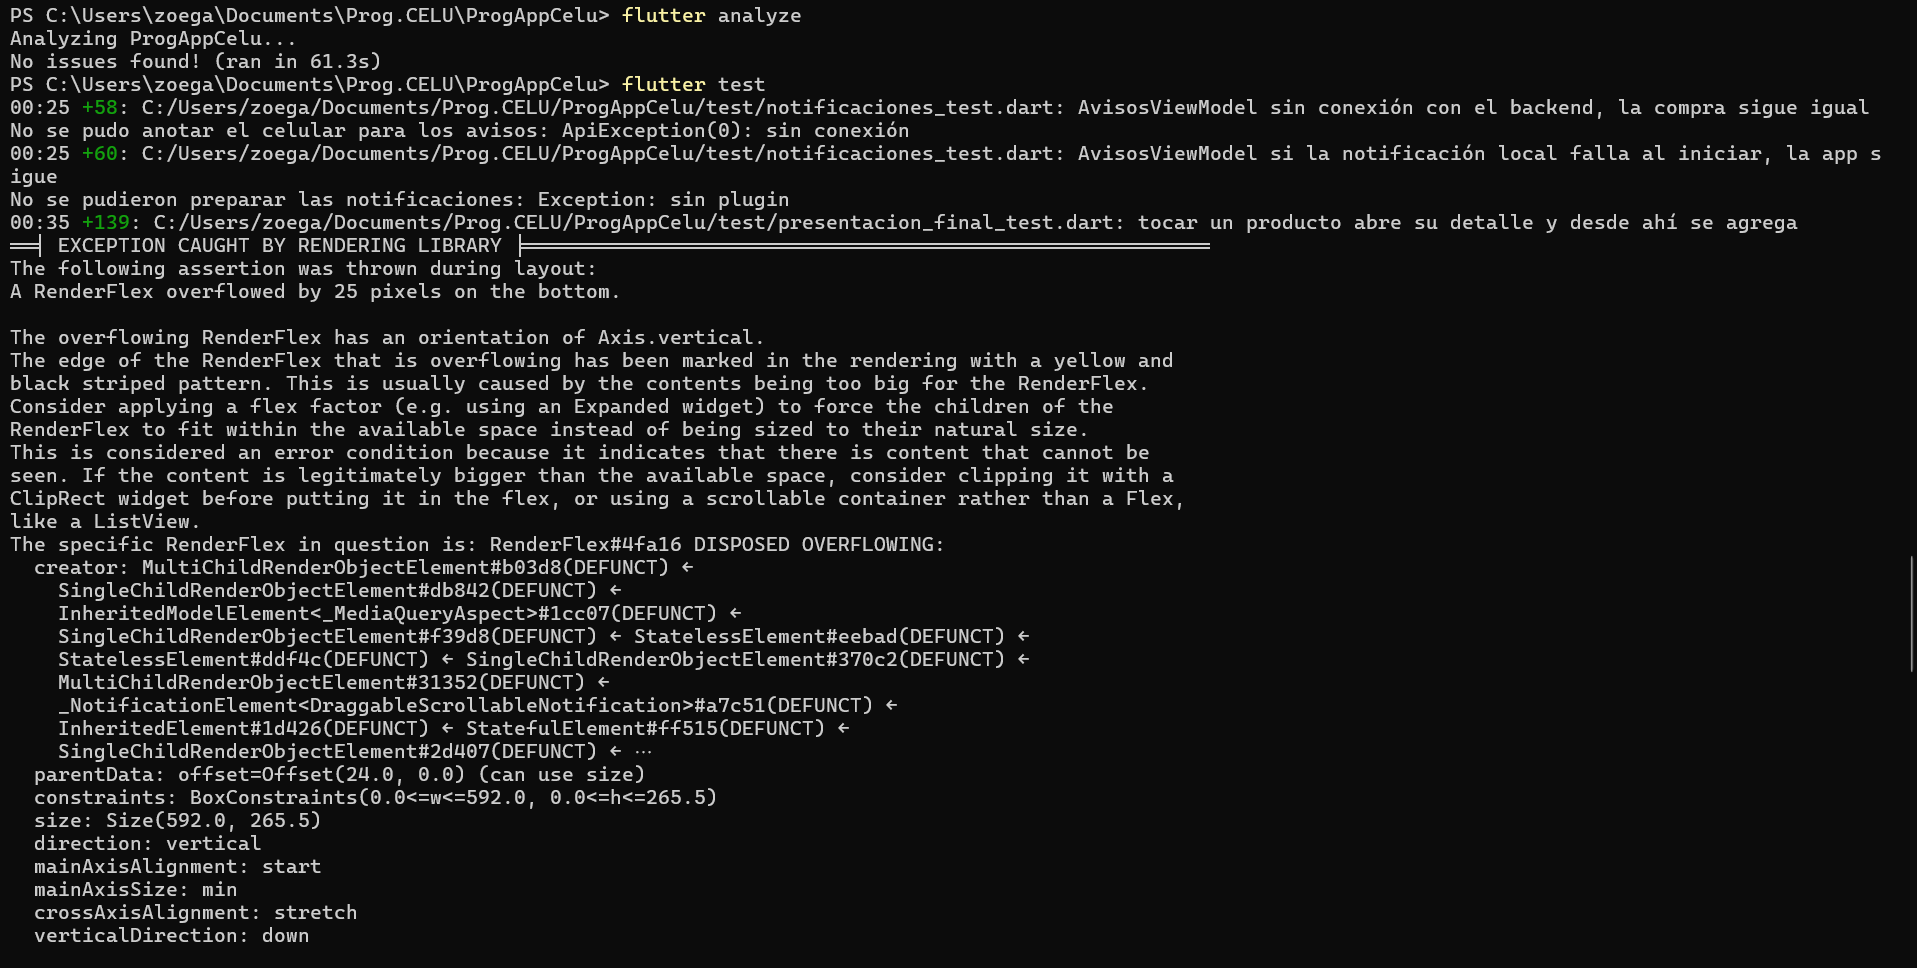 PS C:\Users\zoega\Documents\Prog.CELU\ProgAppCelu> flutter analyze
Analyzing ProgAppCelu...
No issues found! (ran in 61.3s)
PS C:\Users\zoega\Documents\Prog.CELU\ProgAppCelu> flutter test
00:25 +58: C:/Users/zoega/Documents/Prog.CELU/ProgAppCelu/test/notificaciones_test.dart: AvisosViewModel sin conexión con el backend, la compra sigue igual
No se pudo anotar el celular para los avisos: ApiException(0): sin conexión
00:25 +60: C:/Users/zoega/Documents/Prog.CELU/ProgAppCelu/test/notificaciones_test.dart: AvisosViewModel si la notificación local falla al iniciar, la app s
igue
No se pudieron preparar las notificaciones: Exception: sin plugin
00:35 +139: C:/Users/zoega/Documents/Prog.CELU/ProgAppCelu/test/presentacion_final_test.dart: tocar un producto abre su detalle y desde ahí se agrega
══╡ EXCEPTION CAUGHT BY RENDERING LIBRARY ╞═════════════════════════════════════════════════════════
The following assertion was thrown during layout:
A RenderFlex overflowed by 25 pixels on the bottom.

The overflowing RenderFlex has an orientation of Axis.vertical.
The edge of the RenderFlex that is overflowing has been marked in the rendering with a yellow and
black striped pattern. This is usually caused by the contents being too big for the RenderFlex.
Consider applying a flex factor (e.g. using an Expanded widget) to force the children of the
RenderFlex to fit within the available space instead of being sized to their natural size.
This is considered an error condition because it indicates that there is content that cannot be
seen. If the content is legitimately bigger than the available space, consider clipping it with a
ClipRect widget before putting it in the flex, or using a scrollable container rather than a Flex,
like a ListView.
The specific RenderFlex in question is: RenderFlex#4fa16 DISPOSED OVERFLOWING:
  creator: MultiChildRenderObjectElement#b03d8(DEFUNCT) ←
    SingleChildRenderObjectElement#db842(DEFUNCT) ←
    InheritedModelElement<_MediaQueryAspect>#1cc07(DEFUNCT) ←
    SingleChildRenderObjectElement#f39d8(DEFUNCT) ← StatelessElement#eebad(DEFUNCT) ←
    StatelessElement#ddf4c(DEFUNCT) ← SingleChildRenderObjectElement#370c2(DEFUNCT) ←
    MultiChildRenderObjectElement#31352(DEFUNCT) ←
    _NotificationElement<DraggableScrollableNotification>#a7c51(DEFUNCT) ←
    InheritedElement#1d426(DEFUNCT) ← StatefulElement#ff515(DEFUNCT) ←
    SingleChildRenderObjectElement#2d407(DEFUNCT) ← ⋯
  parentData: offset=Offset(24.0, 0.0) (can use size)
  constraints: BoxConstraints(0.0<=w<=592.0, 0.0<=h<=265.5)
  size: Size(592.0, 265.5)
  direction: vertical
  mainAxisAlignment: start
  mainAxisSize: min
  crossAxisAlignment: stretch
  verticalDirection: down